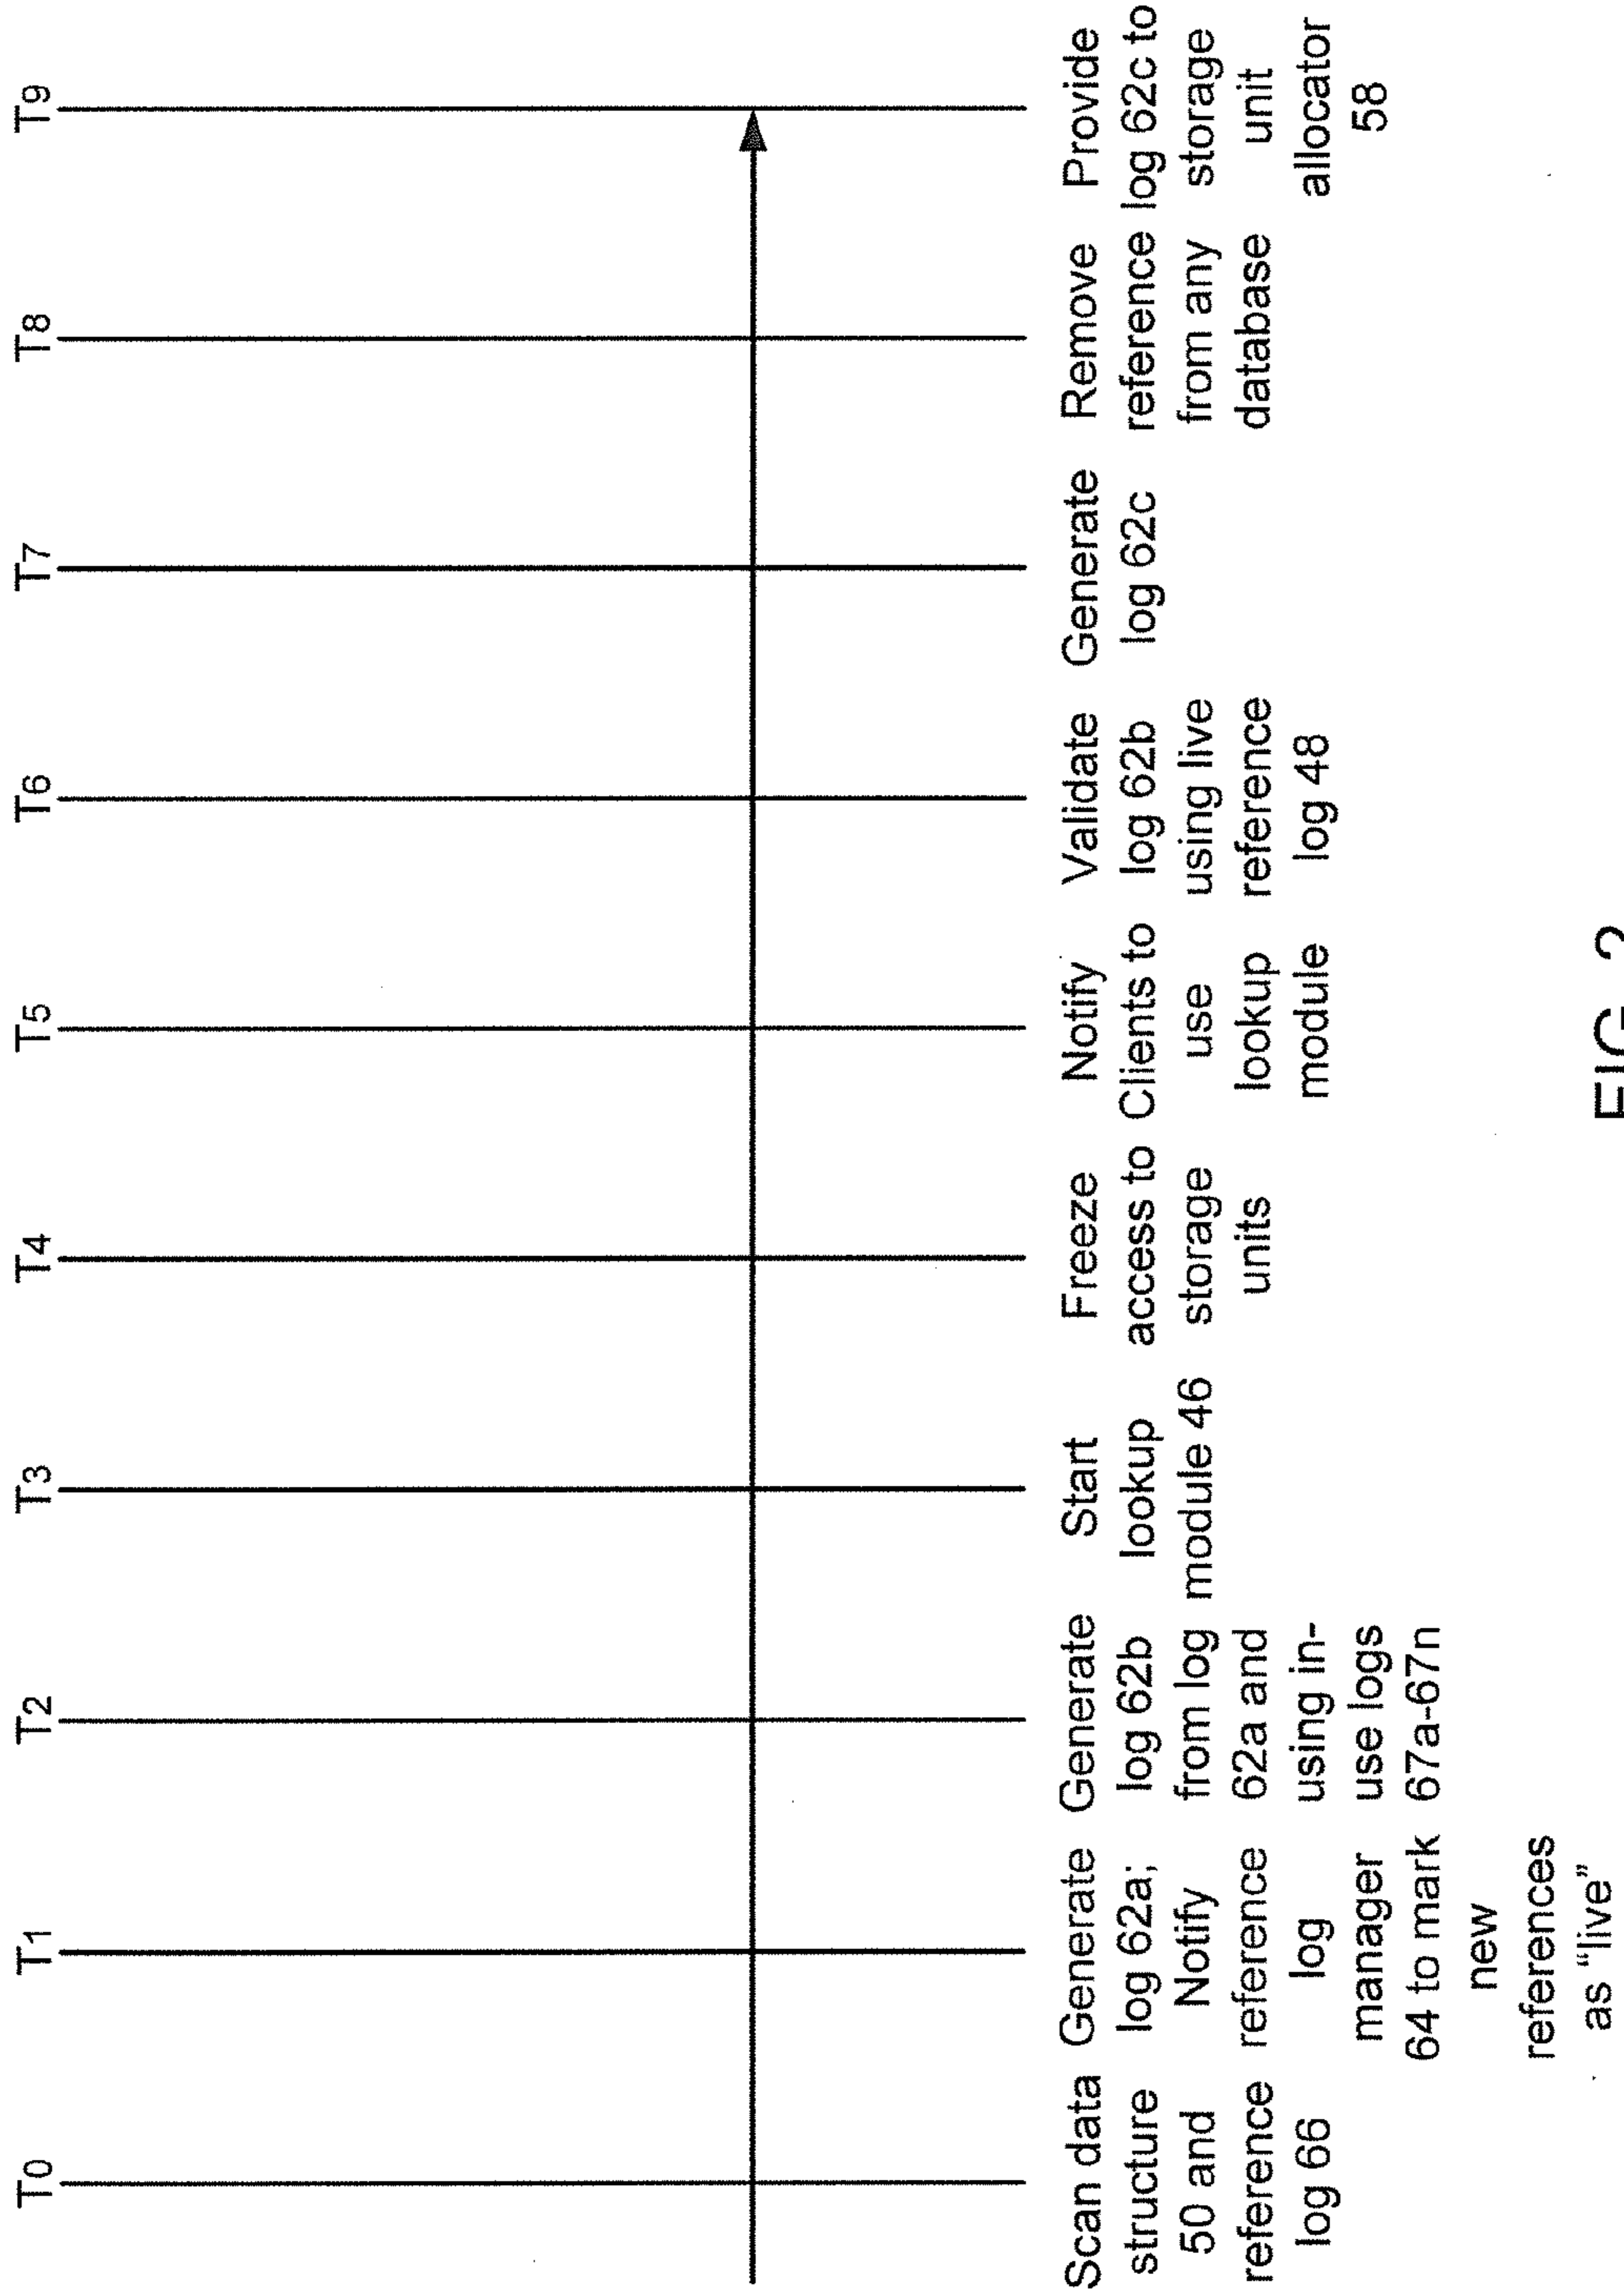 T0
T1
T2
T3
T4
T5
T6
T7
T8
T9
Scan data
structure
50 and
reference
log 66
Generate
log 62a;
Notify
reference
log
manager
64 to mark
new
references
as “live”
Generate
log 62b
from log
62a and
using in-
use logs
67a-67n
Start
lookup
module 46
Freeze
access to
storage
units
Notify
Clients to
use
lookup
module
Validate
log 62b
using live
reference
log 48
Generate
log 62c
Remove
reference
from any
database
Provide
log 62c to
storage
unit
allocator
58
FIG. 2